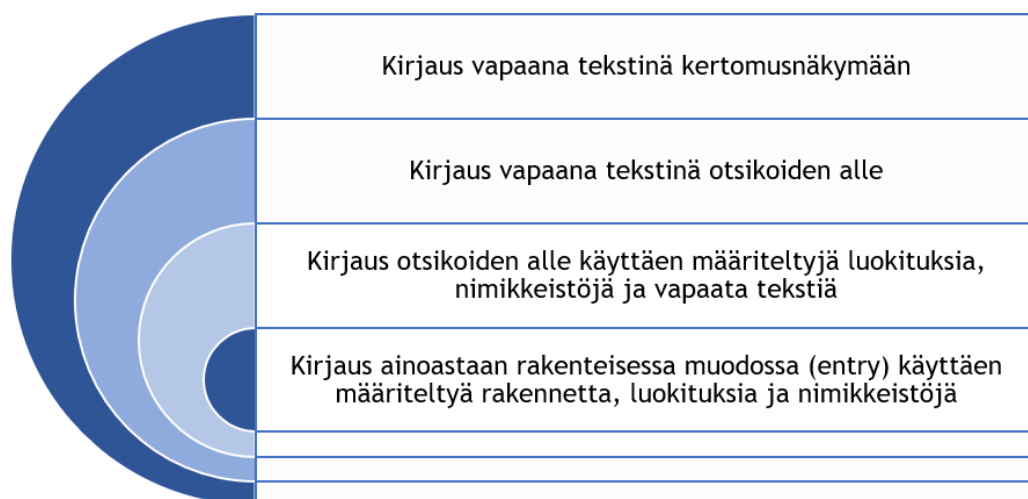 Kirjaus vapaana tekstinä kertomusnäkymään
Kirjaus vapaana tekstinä otsikoiden alle
Kirjaus otsikoiden alle käyttäen määriteltyjä luokituksia,
nimikkeistöjä ja vapaata tekstiä
Kirjaus ainoastaan rakenteisessa muodossa (entry) käyttäen
määriteltyä rakennetta, luokituksia ja nimikkeistöjä